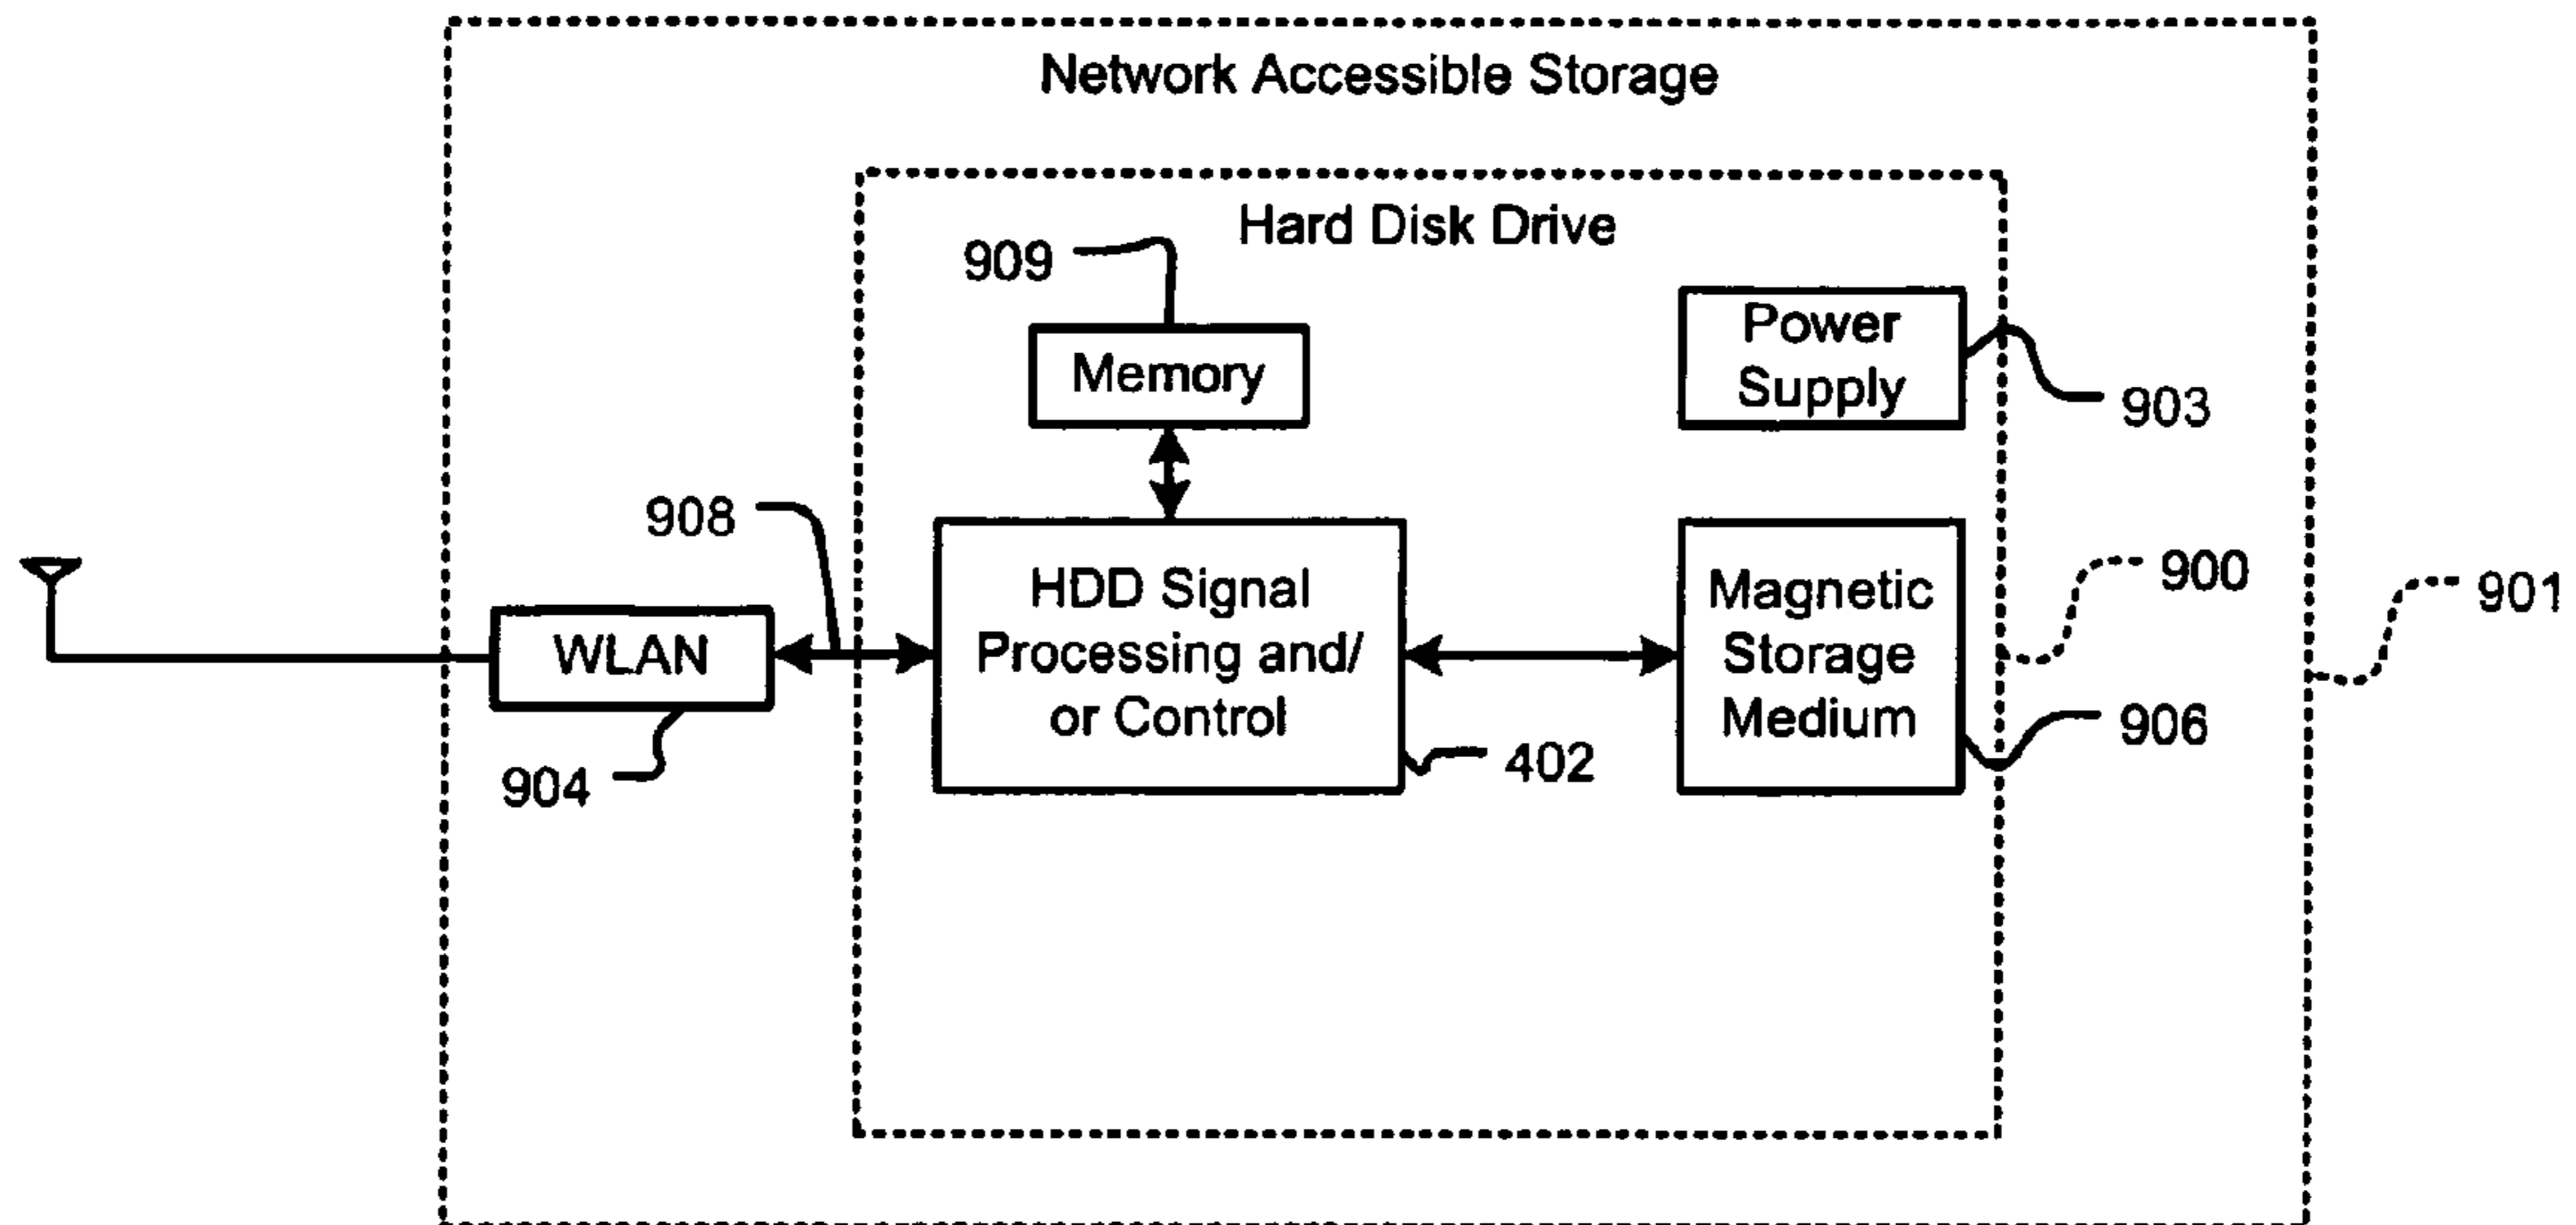 Network Accessible Storage
Hard Disk Drive
909
Memory
Power
Supply
903
908
WLAN
904
HDD Signal
Processing and/
or Control
402
Magnetic
Storage
Medium
906
900
901